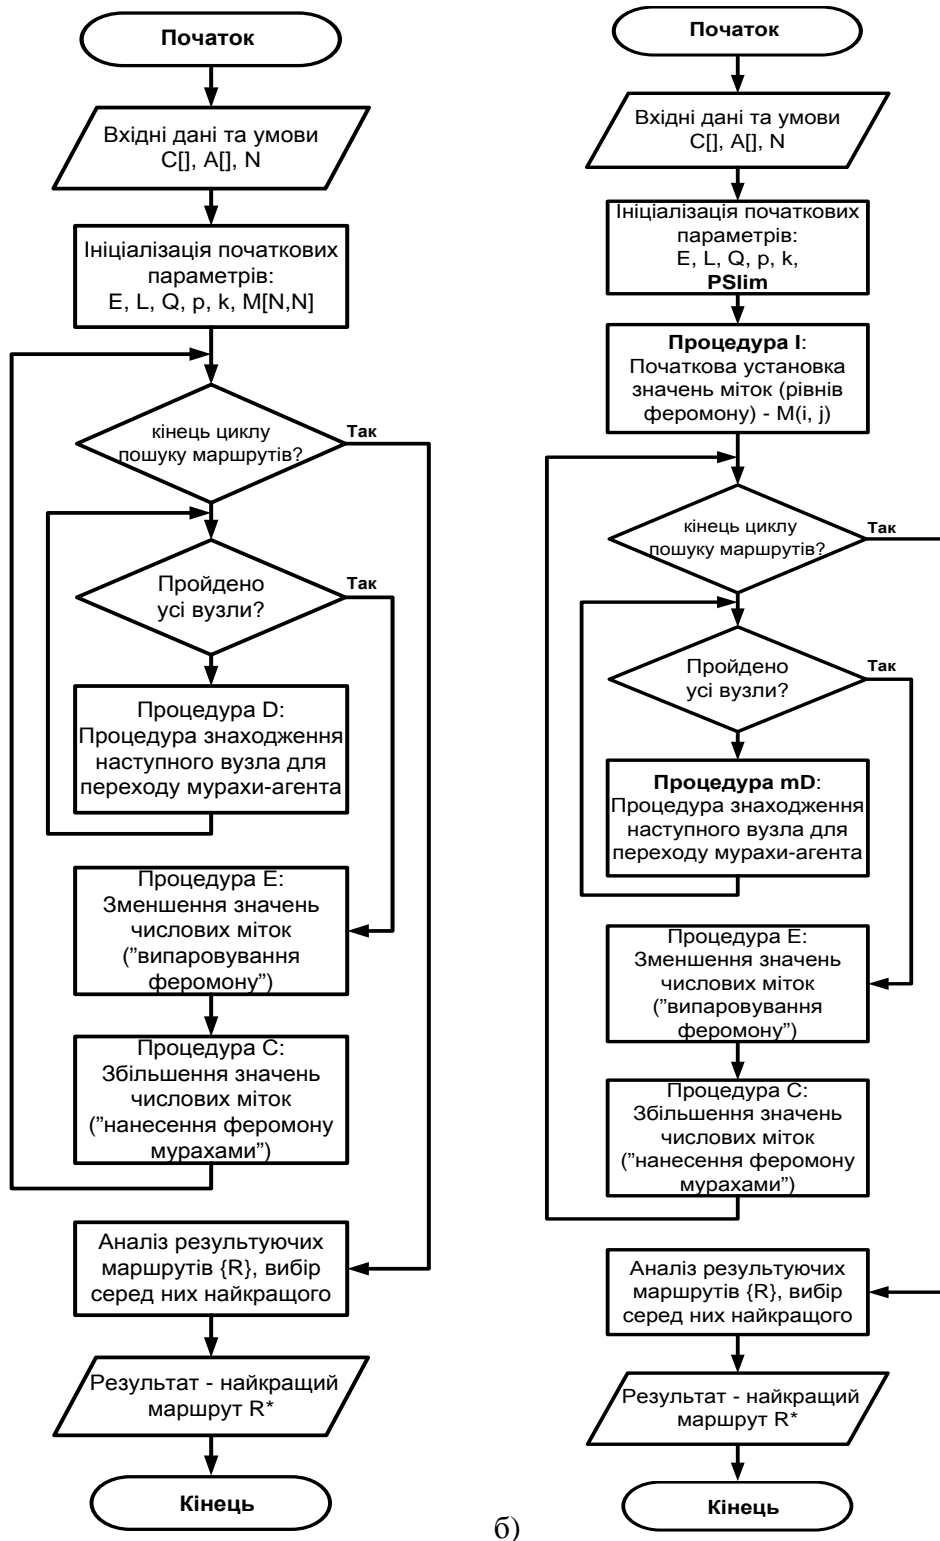 Початок
Вхідні дані та умови
C[], A[], N
Ініціалізація початкових
параметрів:
E, L, Q, p, k, M[N,N]
кінець циклу
пошуку маршрутів?
Так
Пройдено
усі вузли?
Так
Процедура D:
Процедура знаходження
наступного вузла для
переходу мурахи-агента
Процедура E:
Зменшення значень
числових міток
(”випаровування
феромону”)
Процедура C:
Збільшення значень
числових міток
(”нанесення феромону
мурахами”)
Аналіз результуючих
маршрутів {R}, вибір
серед них найкращого
Результат - найкращий
маршрут R*
Кінець
б)
Початок
Вхідні дані та умови
C[], A[], N
Ініціалізація початкових
параметрів:
E, L, Q, p, k,
PSlim
Процедура I:
Початкова установка
значень міток (рівнів
феромону) - M(i, j)
кінець циклу
пошуку маршрутів?
Так
Пройдено
усі вузли?
Так
Процедура mD:
Процедура знаходження
наступного вузла для
переходу мурахи-агента
Процедура E:
Зменшення значень
числових міток
(”випаровування
феромону”)
Процедура C:
Збільшення значень
числових міток
(”нанесення феромону
мурахами”)
Аналіз результуючих
маршрутів {R}, вибір
серед них найкращого
Результат - найкращий
маршрут R*
Кінець